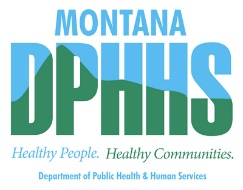 MONTANA
DPHHS
Healthy People. Healthy Communities.
Department of Public Health & Human Services